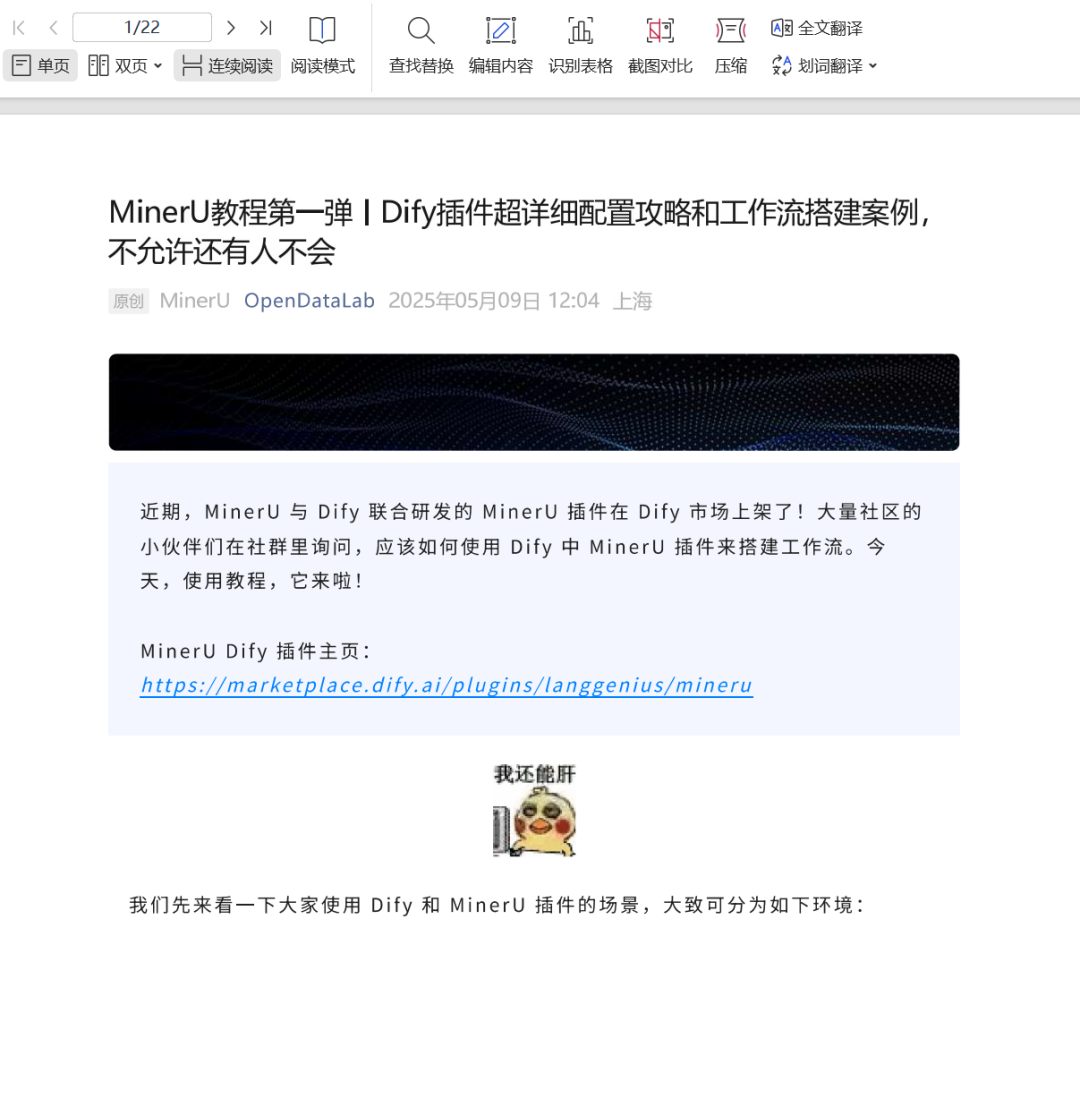 1/22
单页
双页
连续阅读
阅读模式
查找替换
编辑内容
识别表格
截图对比
压缩
全文翻译
划词翻译
MinerU教程第一弹丨Dify插件超详细配置攻略和工作流搭建案例，
不允许还有人不会
原创 MinerU OpenDataLab 2025年05月09日 12:04 上海
近期，MinerU 与 Dify 联合研发的 MinerU 插件在 Dify 市场上架了！大量社区的
小伙伴们在社群里询问，应该如何使用 Dify 中 MinerU 插件来搭建工作流。今
天，使用教程，它来啦！
MinerU Dify 插件主页：
https://marketplace.dify.ai/plugins/langgenius/mineru
我还能肝
我们先来看一下大家使用 Dify 和 MinerU 插件的场景，大致可分为如下环境：